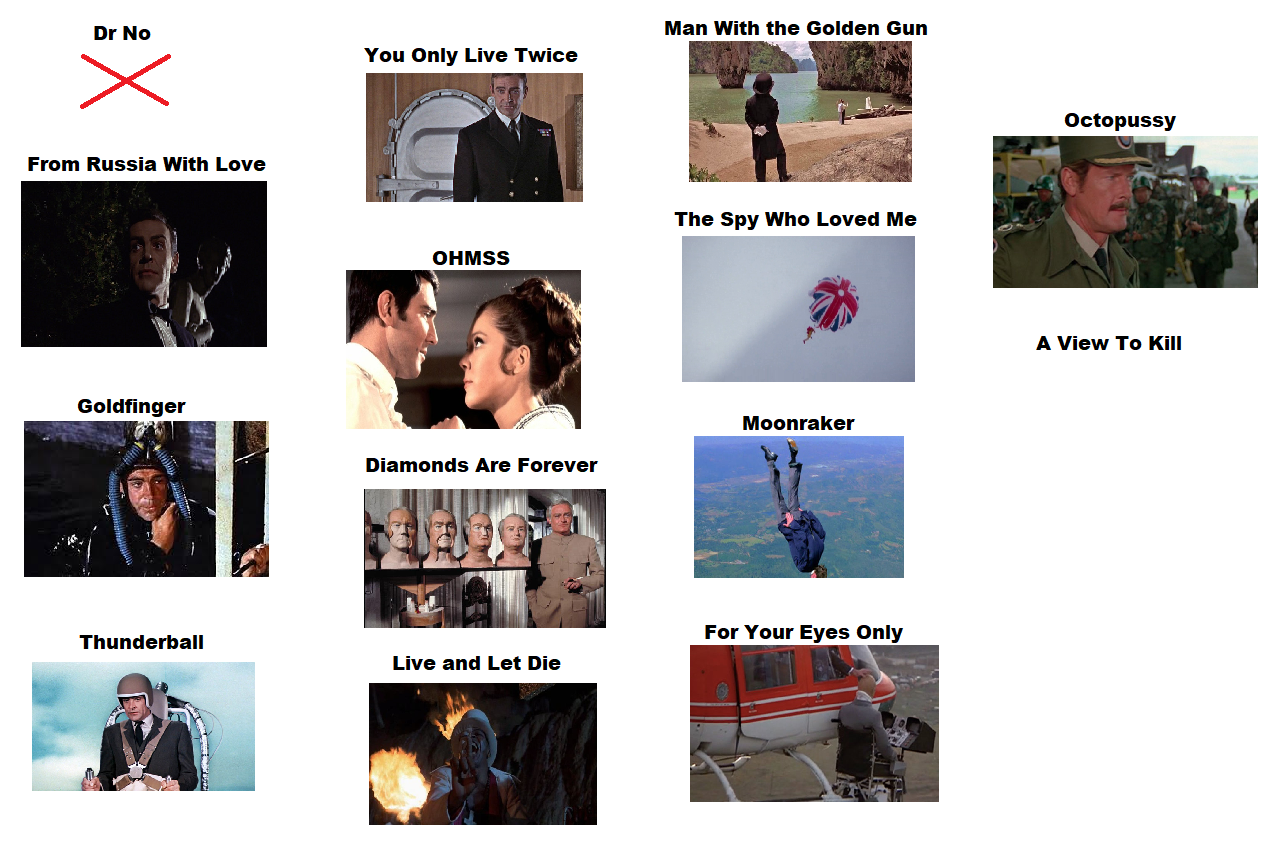 Dr No
From Russia With Love
Goldfinger
Thunderball
You Only Live Twice
OHMSS
Diamonds Are Forever
Live and Let Die
Man With the Golden Gun
The Spy Who Loved Me
Moonraker
For Your Eyes Only
Octopussy
A View To Kill